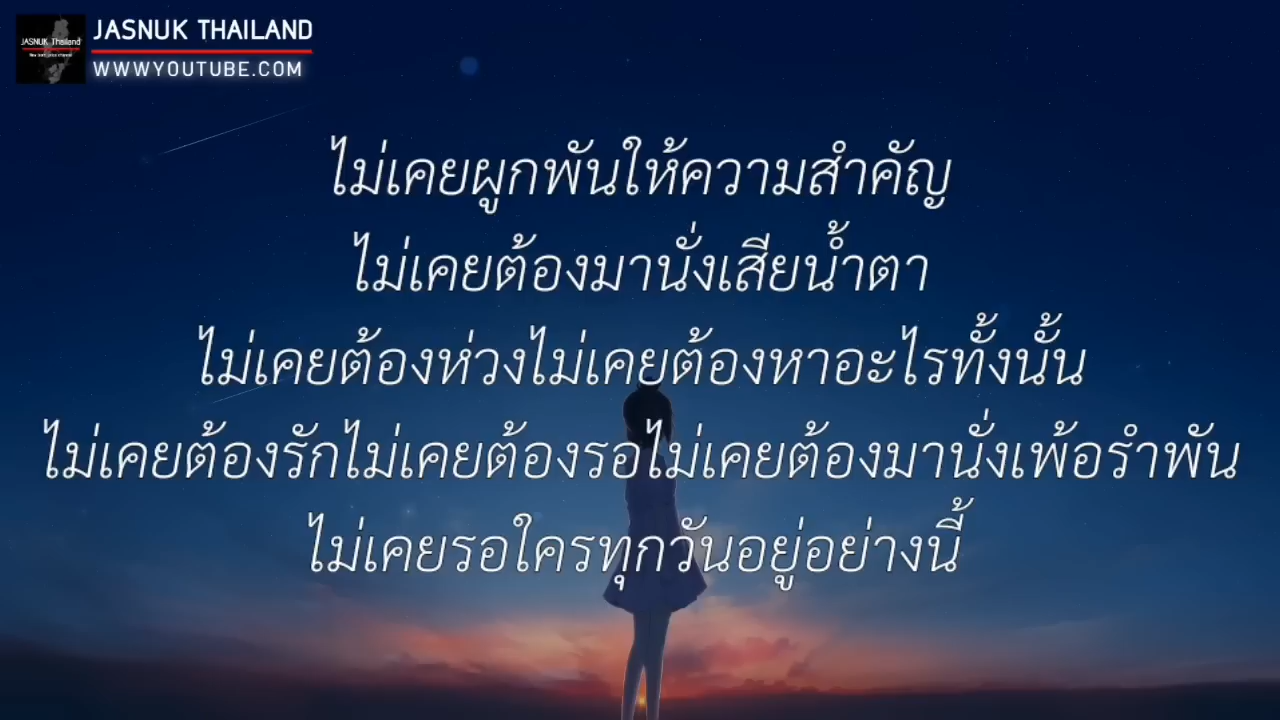 JASNUK THAILAND
WWWYOUTUBE.COM
JASNUK Thailand
ไม่เคยผูกพันให้ความสำคัญ
ไม่เคยต้องมานั่งเสียน้ำตา
ไม่เคยต้องห่วงไม่เคยต้องหาอะไรทั้งนั้น
ไม่เคยต้องรักไม่เคยต้องรอไม่เคยต้องมานั่งเพ้อรำพัน
ไม่เคยรอใครทุกวันอยู่อย่างนี้